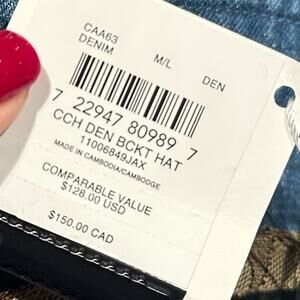 CAA63
DENIM M/L DEN
7 22947 80989 7
CCH DEN BCKT HAT
11006849JAX
MADE IN CAMBODIA/CAMBODGE
COMPARABLE VALUE
$128.00 USD
$150.00 CAD